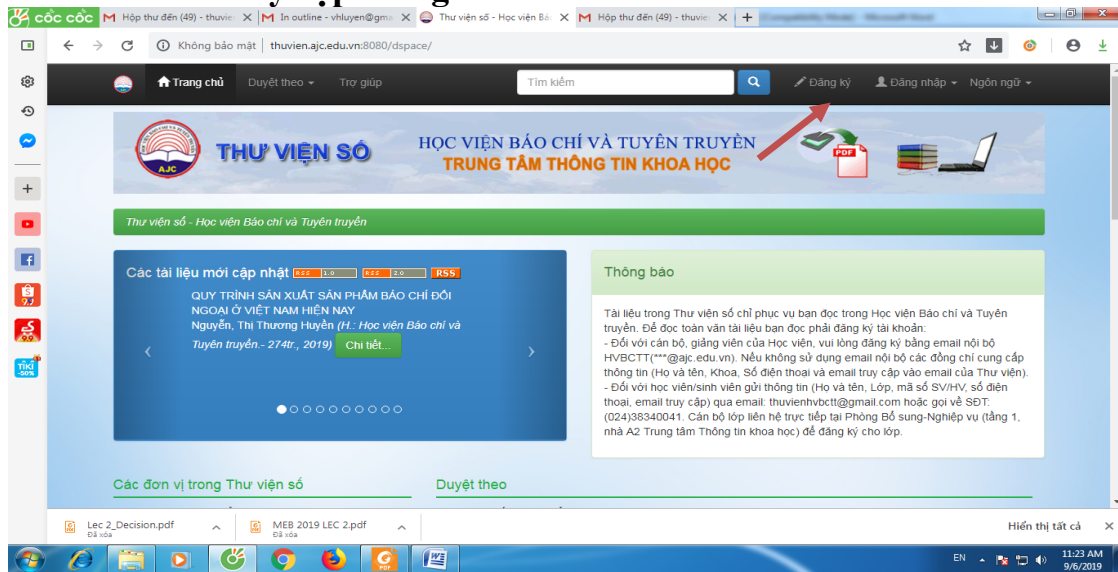 cốc cốc
Hộp thư đến (49) - thuvie
In outline - vhluyen@gma
Thư viện số - Học viện Bá
Hộp thư đến (49) - thuvie
Không bảo mật | thuvien.ajc.edu.vn:8080/dspace/
Trang chủ Duyệt theo Trợ giúp Tìm kiếm Đăng ký Đăng nhập Ngôn ngữ
AJC
THƯ VIỆN SỐ
HỌC VIỆN BÁO CHÍ VÀ TUYÊN TRUYỀN
TRUNG TÂM THÔNG TIN KHOA HỌC
PDF
Thư viện số - Học viện Báo chí và Tuyên truyền
Các tài liệu mới cập nhật RSS 1.0 RSS 2.0 RSS
QUY TRÌNH SẢN XUẤT SẢN PHẨM BÁO CHÍ ĐỐI
NGOẠI Ở VIỆT NAM HIỆN NAY
Nguyễn, Thị Thương Huyền (H.: Học viện Báo chí và
Tuyên truyền.- 274tr., 2019) Chi tiết...
Thông báo
Tài liệu trong Thư viện số chỉ phục vụ bạn đọc trong Học viện Báo chí và Tuyên
truyền. Để đọc toàn văn tài liệu bạn đọc phải đăng ký tài khoản:
- Đối với cán bộ, giảng viên của Học viện, vui lòng đăng ký bằng email nội bộ
HVBCTT(***@ajc.edu.vn). Nếu không sử dụng email nội bộ các đồng chí cung cấp
thông tin (Họ và tên, Khoa, Số điện thoại và email truy cập vào email của Thư viện).
- Đối với học viên/sinh viên gửi thông tin (Họ và tên, Lớp, mã số SV/HV, số điện
thoại, email truy cập) qua email: thuvienhvbctt@gmail.com hoặc gọi về SĐT:
(024)38340041. Cán bộ lớp liên hệ trực tiếp tại Phòng Bổ sung-Nghiệp vụ (tầng 1,
nhà A2 Trung tâm Thông tin khoa học) để đăng ký cho lớp.
Các đơn vị trong Thư viện số
Duyệt theo
Lec 2_Decision.pdf
Đã xóa
MEB 2019 LEC 2.pdf
Đã xóa
Hiển thị tất cả
EN
11:23 AM
9/6/2019